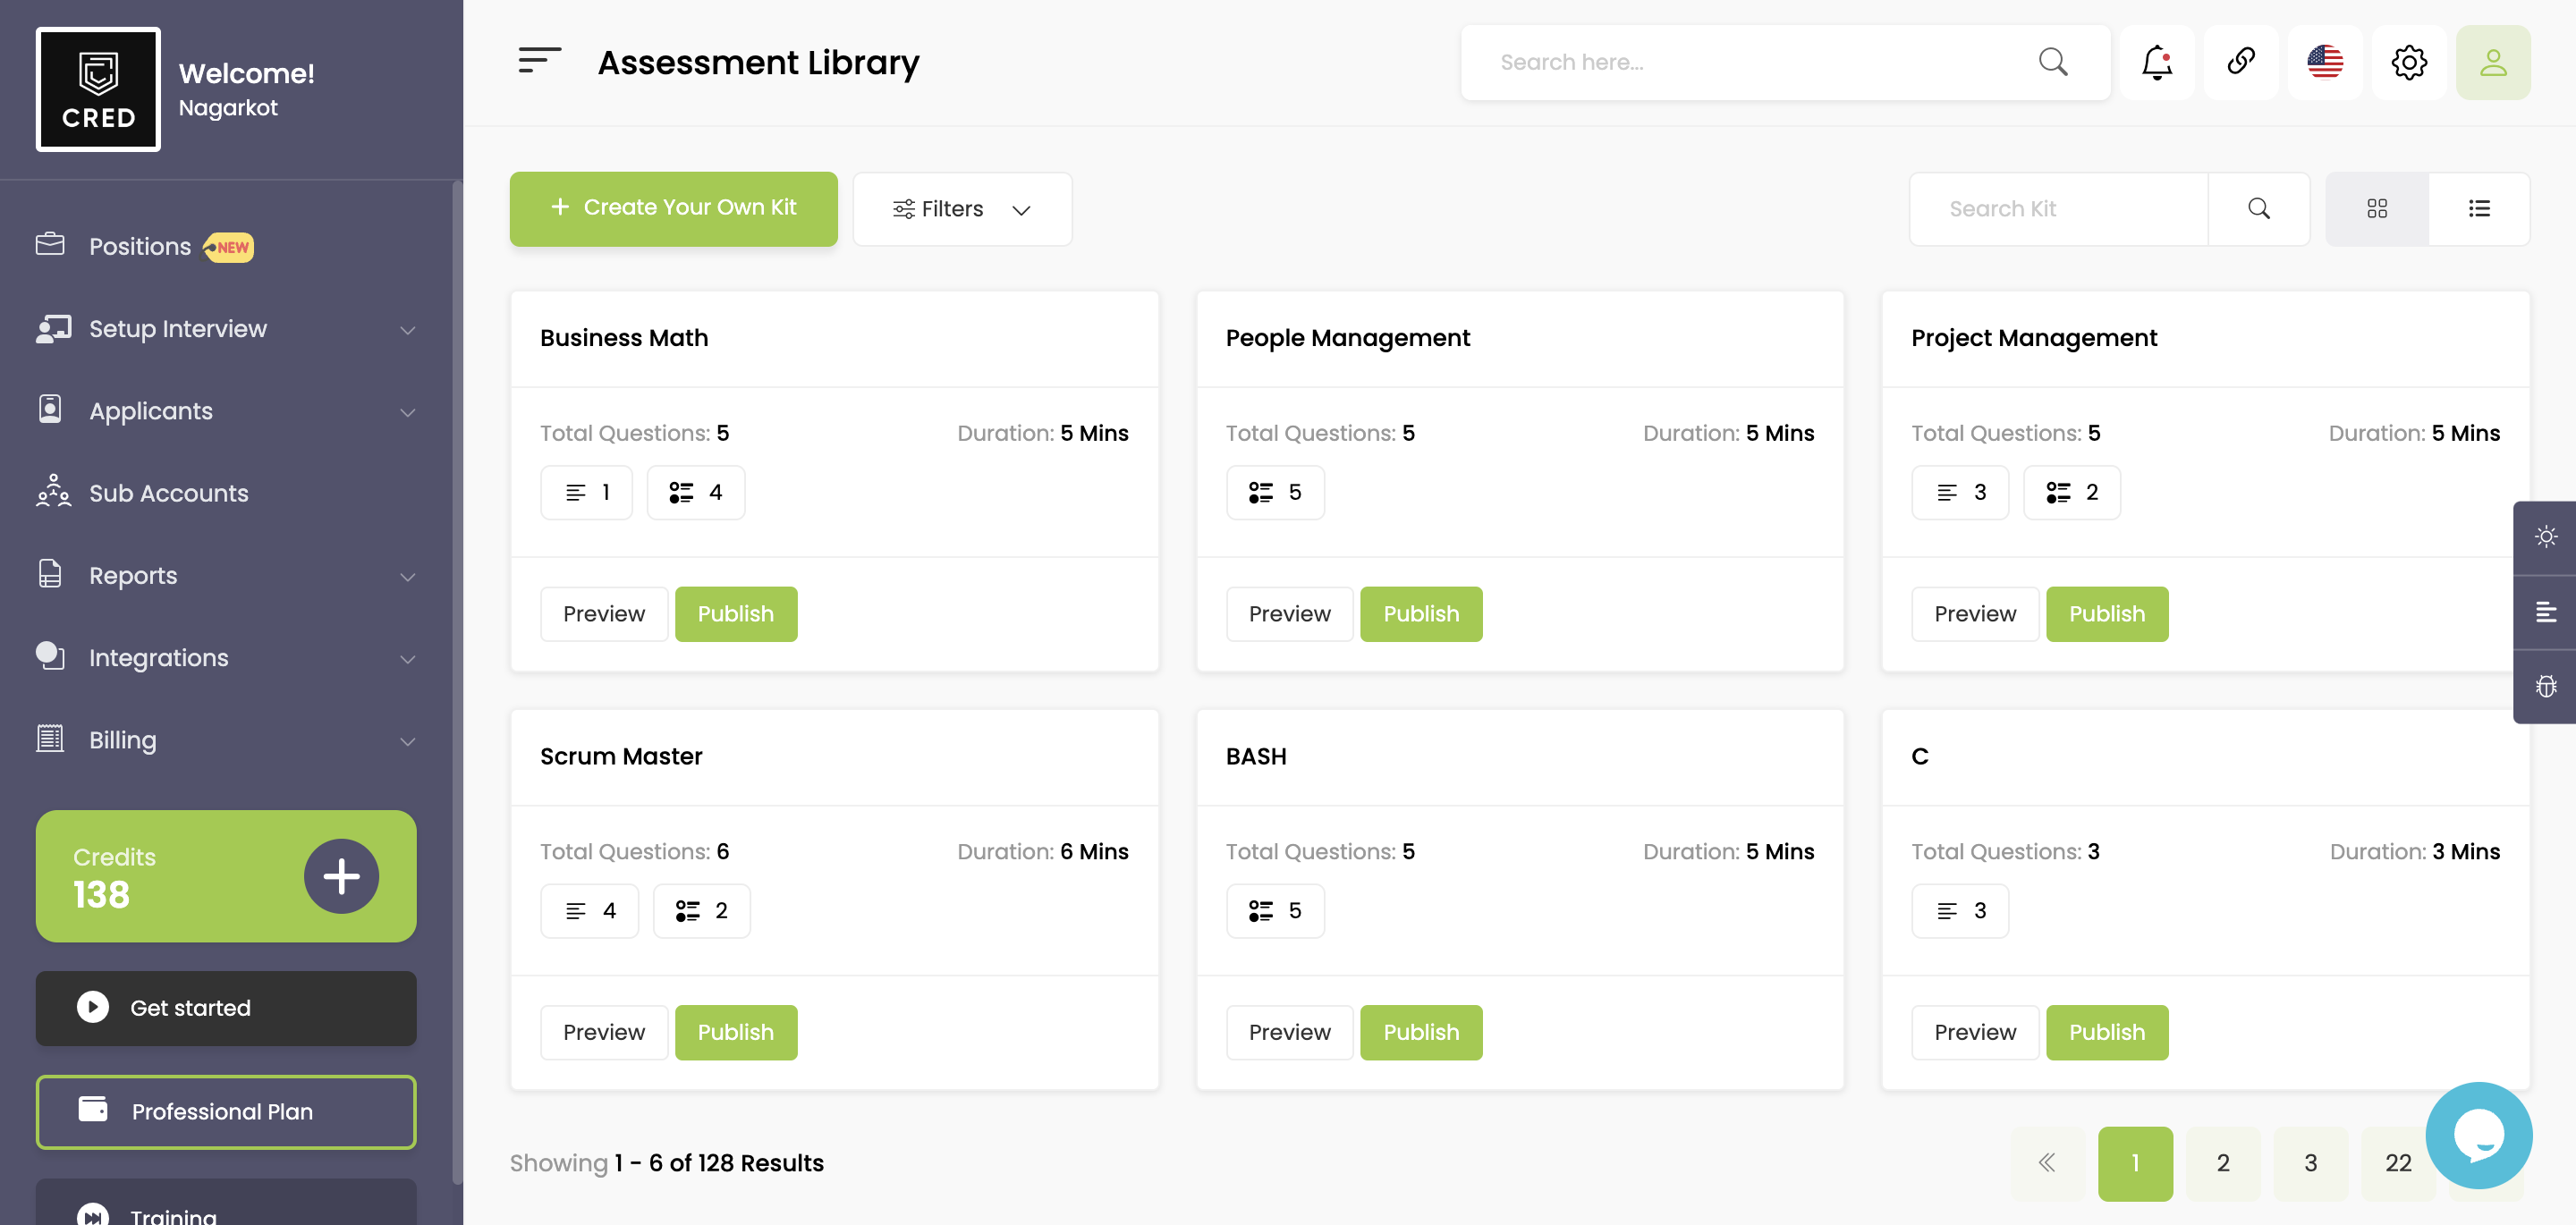 CRED
Welcome!
Nagarkot
Positions NEW
Setup Interview
Applicants
Sub Accounts
Reports
Integrations
Billing
Credits
138
Get started
Professional Plan
Training
Assessment Library
Search here...
Create Your Own Kit
Filters
Search Kit
Business Math
Total Questions: 5 Duration: 5 Mins
1 4
Preview Publish
People Management
Total Questions: 5 Duration: 5 Mins
5
Preview Publish
Project Management
Total Questions: 5 Duration: 5 Mins
3 2
Preview Publish
Scrum Master
Total Questions: 6 Duration: 6 Mins
4 2
Preview Publish
BASH
Total Questions: 5 Duration: 5 Mins
5
Preview Publish
C
Total Questions: 3 Duration: 3 Mins
3
Preview Publish
Showing 1 - 6 of 128 Results
« 1 2 3 22